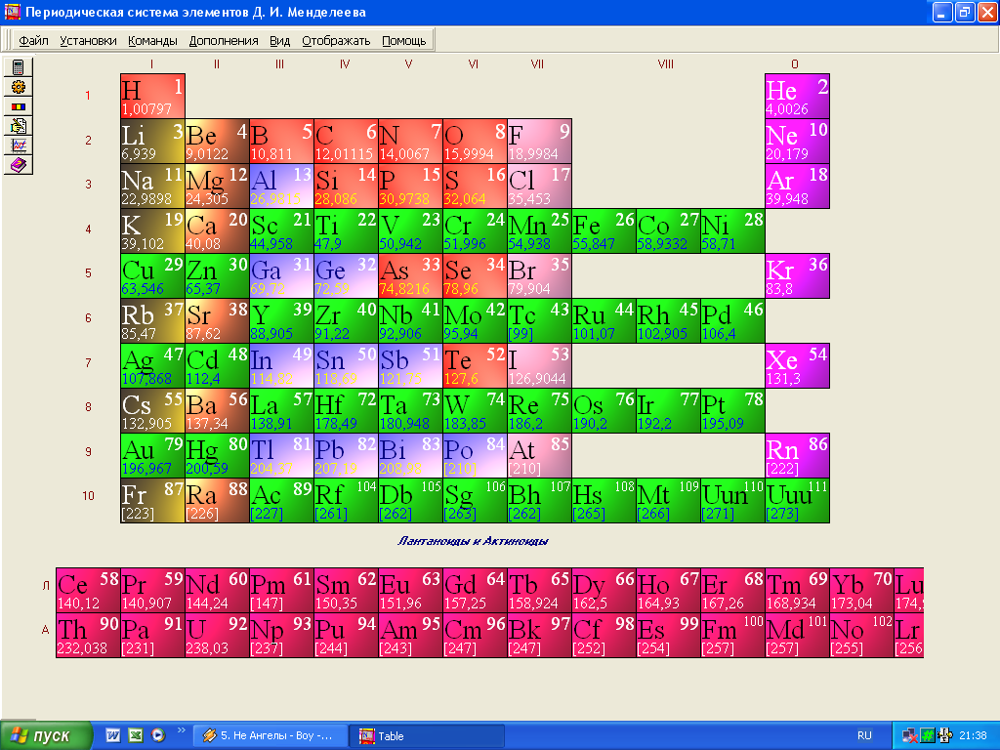 Периодическая система элементов Д. И. Менделеева
Файл Установки Команды Дополнения Вид Отображать Помощь
I II III IV V VI VII VIII 0
1 H 1 He 2
1,00797 4,0026
2 Li 3 Be 4 B 5 C 6 N 7 O 8 F 9 Ne 10
6,939 9,0122 10,811 12,01115 14,0067 15,9994 18,9984 20,179
3 Na 11 Mg 12 Al 13 Si 14 P 15 S 16 Cl 17 Ar 18
22,9898 24,305 26,9815 28,086 30,9738 32,064 35,453 39,948
4 K 19 Ca 20 Sc 21 Ti 22 V 23 Cr 24 Mn 25 Fe 26 Co 27 Ni 28
39,102 40,08 44,958 47,9 50,942 51,996 54,938 55,847 58,9332 58,71
5 Cu 29 Zn 30 Ga 31 Ge 32 As 33 Se 34 Br 35 Kr 36
63,546 65,37 69,72 72,59 74,8216 78,96 79,904 83,8
6 Rb 37 Sr 38 Y 39 Zr 40 Nb 41 Mo 42 Tc 43 Ru 44 Rh 45 Pd 46
85,47 87,62 88,905 91,22 92,906 95,94 [99] 101,07 102,905 106,4
7 Ag 47 Cd 48 In 49 Sn 50 Sb 51 Te 52 I 53 Xe 54
107,868 112,4 114,82 118,69 121,75 127,6 126,9044 131,3
8 Cs 55 Ba 56 La 57 Hf 72 Ta 73 W 74 Re 75 Os 76 Ir 77 Pt 78
132,905 137,34 138,91 178,49 180,948 183,85 186,2 190,2 192,2 195,09
9 Au 79 Hg 80 Tl 81 Pb 82 Bi 83 Po 84 At 85 Rn 86
196,967 200,59 204,37 207,19 208,98 [210] [210] [222]
10 Fr 87 Ra 88 Ac 89 Rf 104 Db 105 Sg 106 Bh 107 Hs 108 Mt 109 Uun 110 Uuu 111
[223] [226] [227] [261] [262] [263] [262] [265] [266] [271] [273]
Лантаноиды и Актиноиды
Л Ce 58 Pr 59 Nd 60 Pm 61 Sm 62 Eu 63 Gd 64 Tb 65 Dy 66 Ho 67 Er 68 Tm 69 Yb 70 Lu
140,12 140,907 144,24 [147] 150,35 151,96 157,25 158,924 162,5 164,93 167,26 168,934 173,04 174,
А Th 90 Pa 91 U 92 Np 93 Pu 94 Am 95 Cm 96 Bk 97 Cf 98 Es 99 Fm 100 Md 101 No 102 Lr
232,038 [231] 238,03 [237] [244] [243] [247] [247] [252] [254] [257] [257] [255] [256
пуск 5. Не Ангелы - Boy -... Table RU 21:38